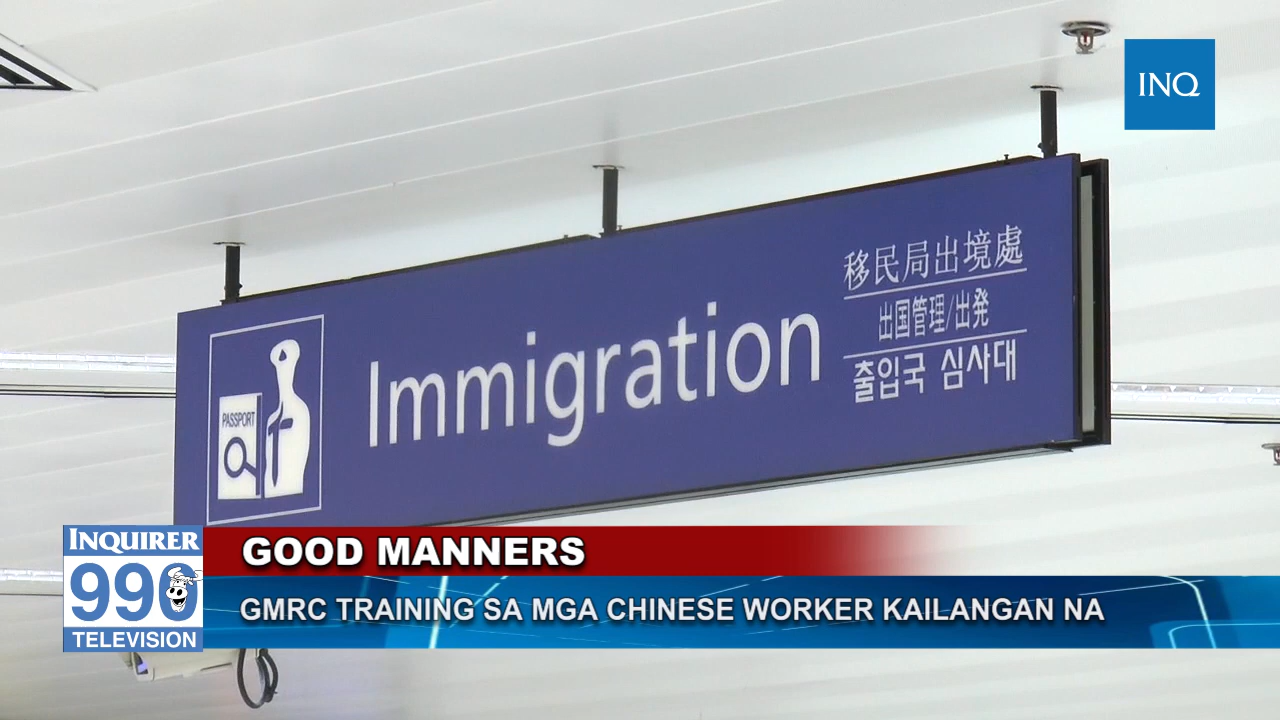 INQ
移民局出境處
出国管理/出発
출입국 심사대
Immigration
PASSPORT
INQUIRER
990
TELEVISION
GOOD MANNERS
GMRC TRAINING SA MGA CHINESE WORKER KAILANGAN NA